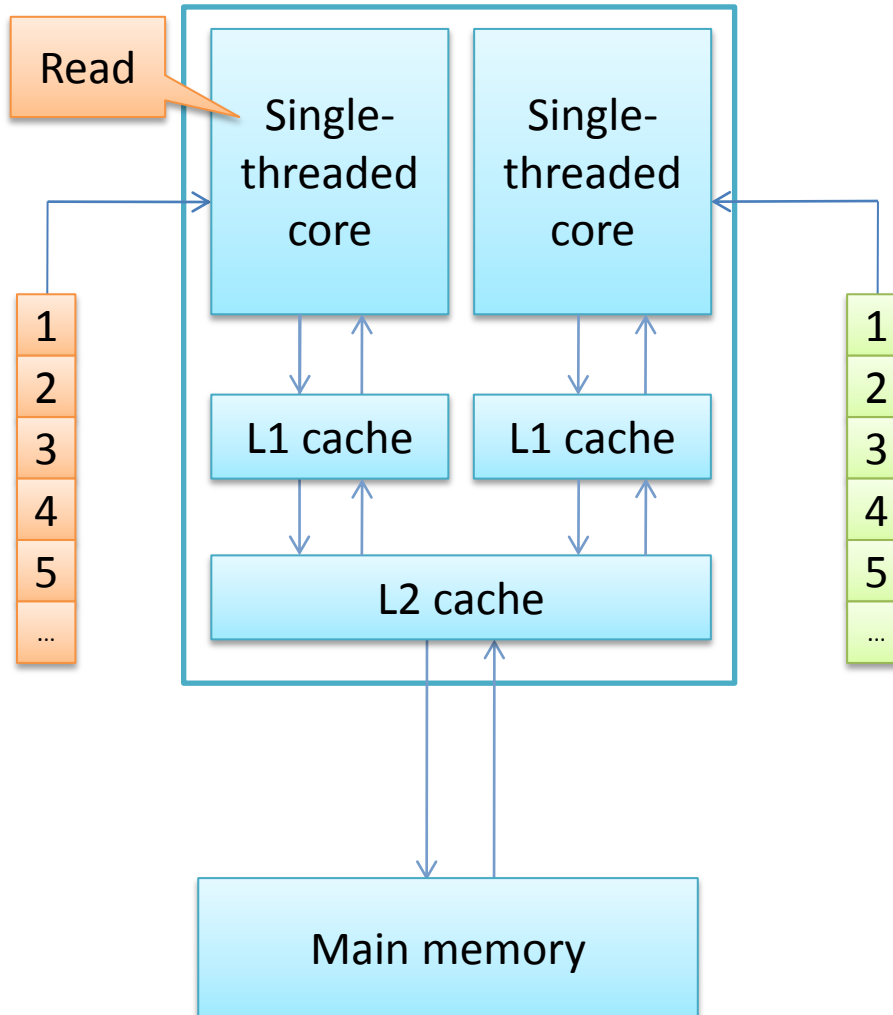 Read
Single-
threaded
core
Single-
threaded
core
1
2
3
4
5
...
L1 cache
L1 cache
1
2
3
4
5
...
L2 cache
Main memory